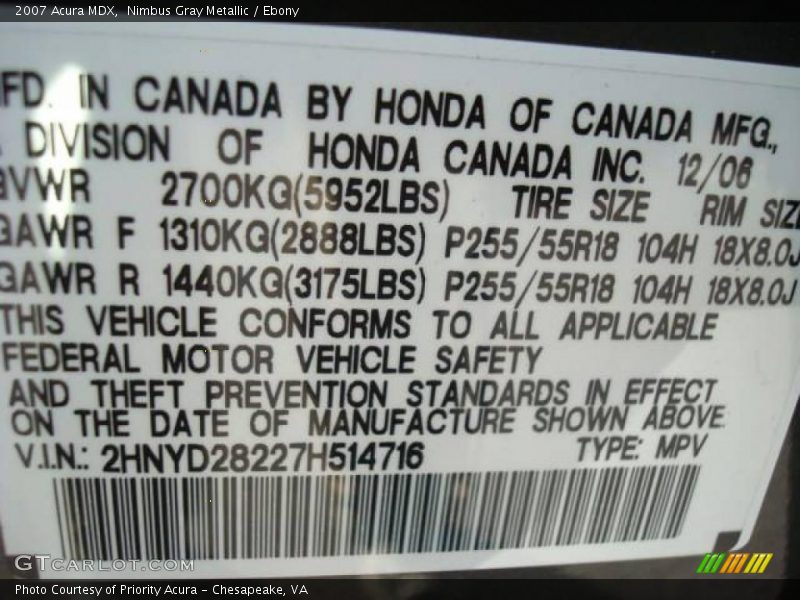 2007 Acura MDX, Nimbus Gray Metallic / Ebony
FD. IN CANADA BY HONDA OF CANADA MFG.,
DIVISION OF HONDA CANADA INC. 12/06
GVWR 2700KG(5952LBS) TIRE SIZE RIM SIZ
GAWR F 1310KG(2888LBS) P255/55R18 104H 18X8.0J
GAWR R 1440KG(3175LBS) P255/55R18 104H 18X8.0J
THIS VEHICLE CONFORMS TO ALL APPLICABLE
FEDERAL MOTOR VEHICLE SAFETY
AND THEFT PREVENTION STANDARDS IN EFFECT
ON THE DATE OF MANUFACTURE SHOWN ABOVE
V.I.N.: 2HNYD28227H514716 TYPE: MPV
GTCARLOT.COM
Photo Courtesy of Priority Acura - Chesapeake, VA